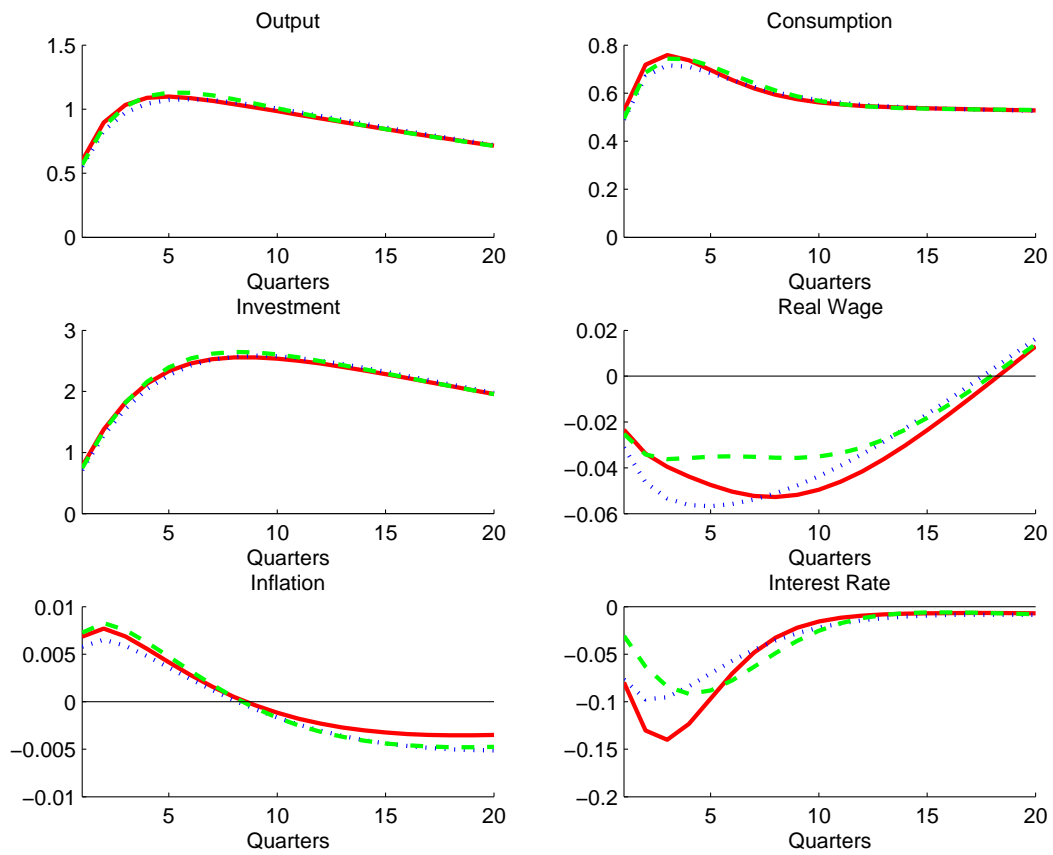 Output
1.5
1
0.5
0
5 10 15 20
Quarters
Consumption
0.8
0.6
0.4
0.2
0
5 10 15 20
Quarters
Investment
3
2
1
0
5 10 15 20
Quarters
Real Wage
0.02
0
−0.02
−0.04
−0.06
5 10 15 20
Quarters
Inflation
0.01
0.005
0
−0.005
−0.01
5 10 15 20
Quarters
Interest Rate
0
−0.05
−0.1
−0.15
−0.2
5 10 15 20
Quarters